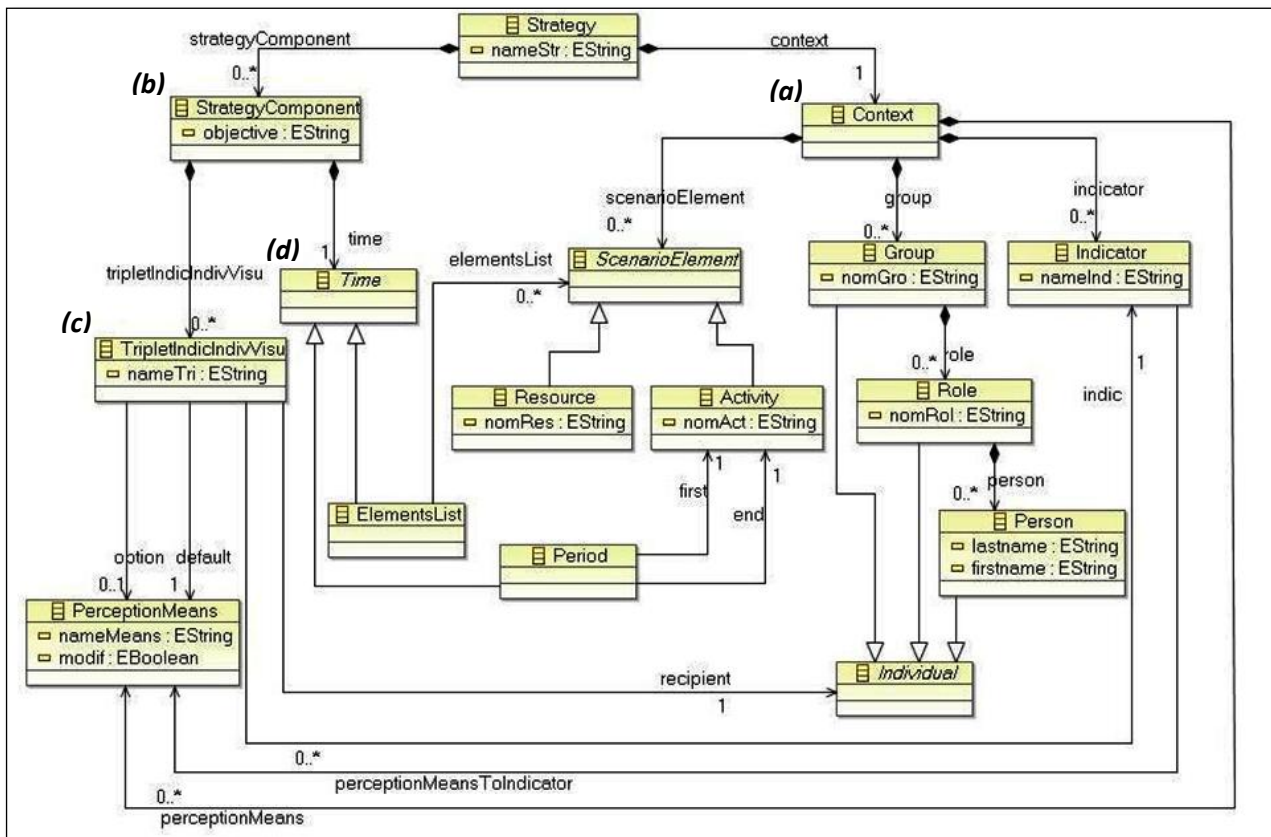 Strategy
nameStr : EString
strategyComponent
0..*
context
1
(b)
StrategyComponent
objective : EString
(a)
Context
scenarioElement
0..*
group
0..*
indicator
0..*
time
1
(d)
Time
elementsList
0..*
ScenarioElement
Group
nomGro : EString
Indicator
nameInd : EString
tripletIndicIndivVisu
0..*
(c)
TripletIndicIndivVisu
nameTri : EString
Resource
nomRes : EString
Activity
nomAct : EString
role
0..*
Role
nomRol : EString
indic
1
first
1
end
1
person
0..*
ElementsList
Period
Person
lastname : EString
firstname : EString
option
0..1
default
1
PerceptionMeans
nameMeans : EString
modif : EBoolean
recipient
1
Individual
0..*
perceptionMeansToIndicator
0..*
perceptionMeans